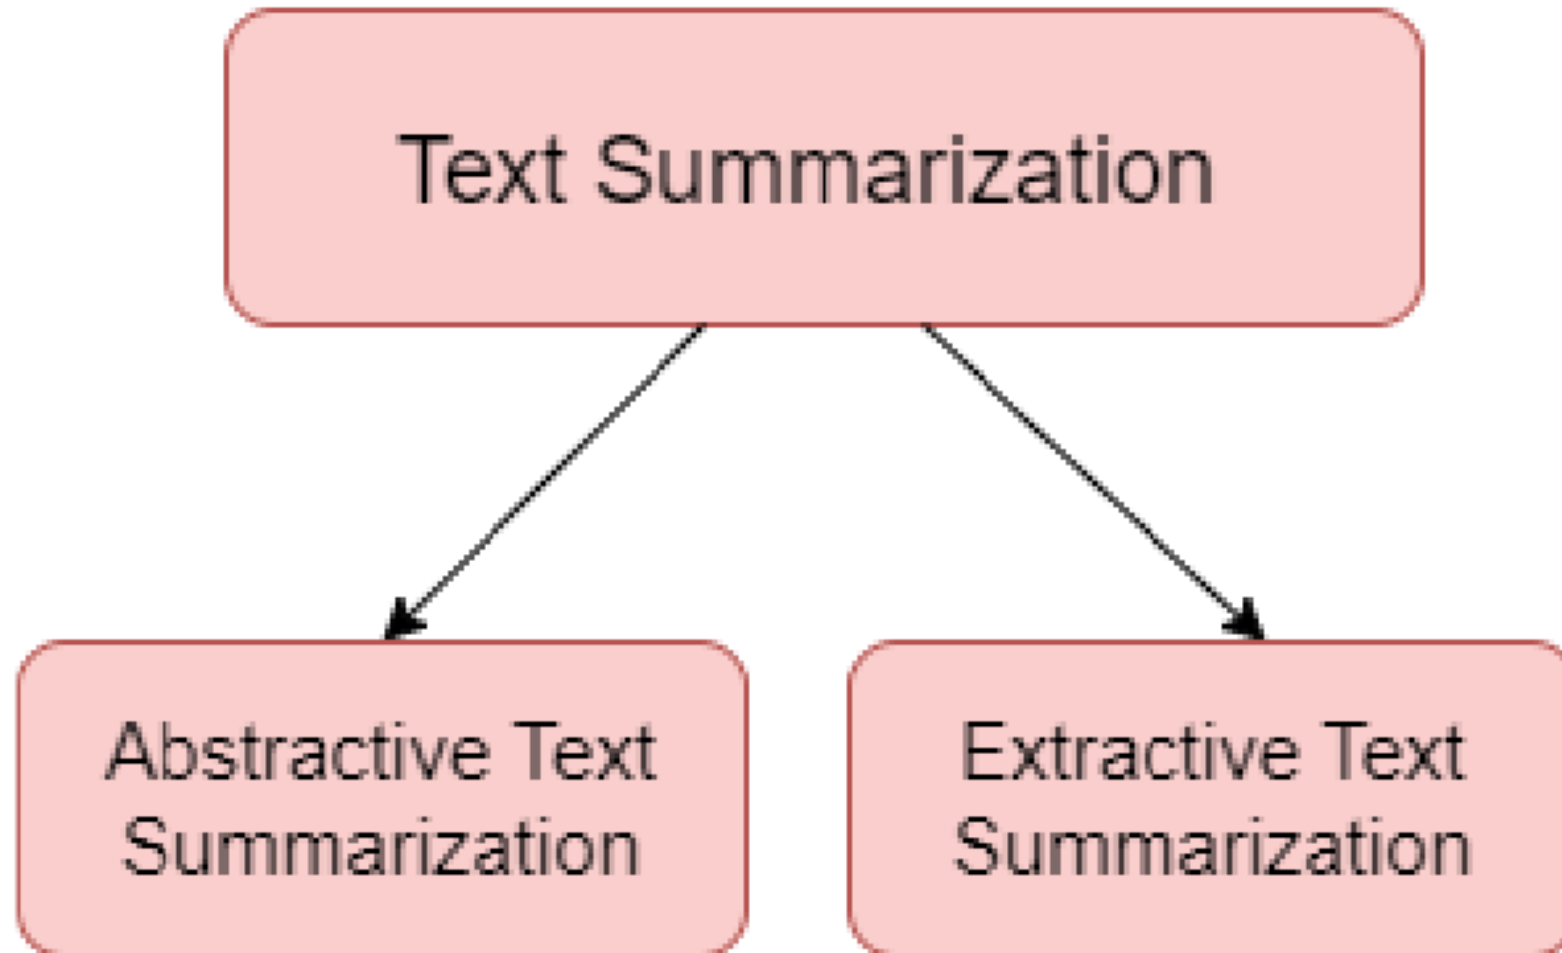 Text Summarization
Abstractive Text
Summarization
Extractive Text
Summarization